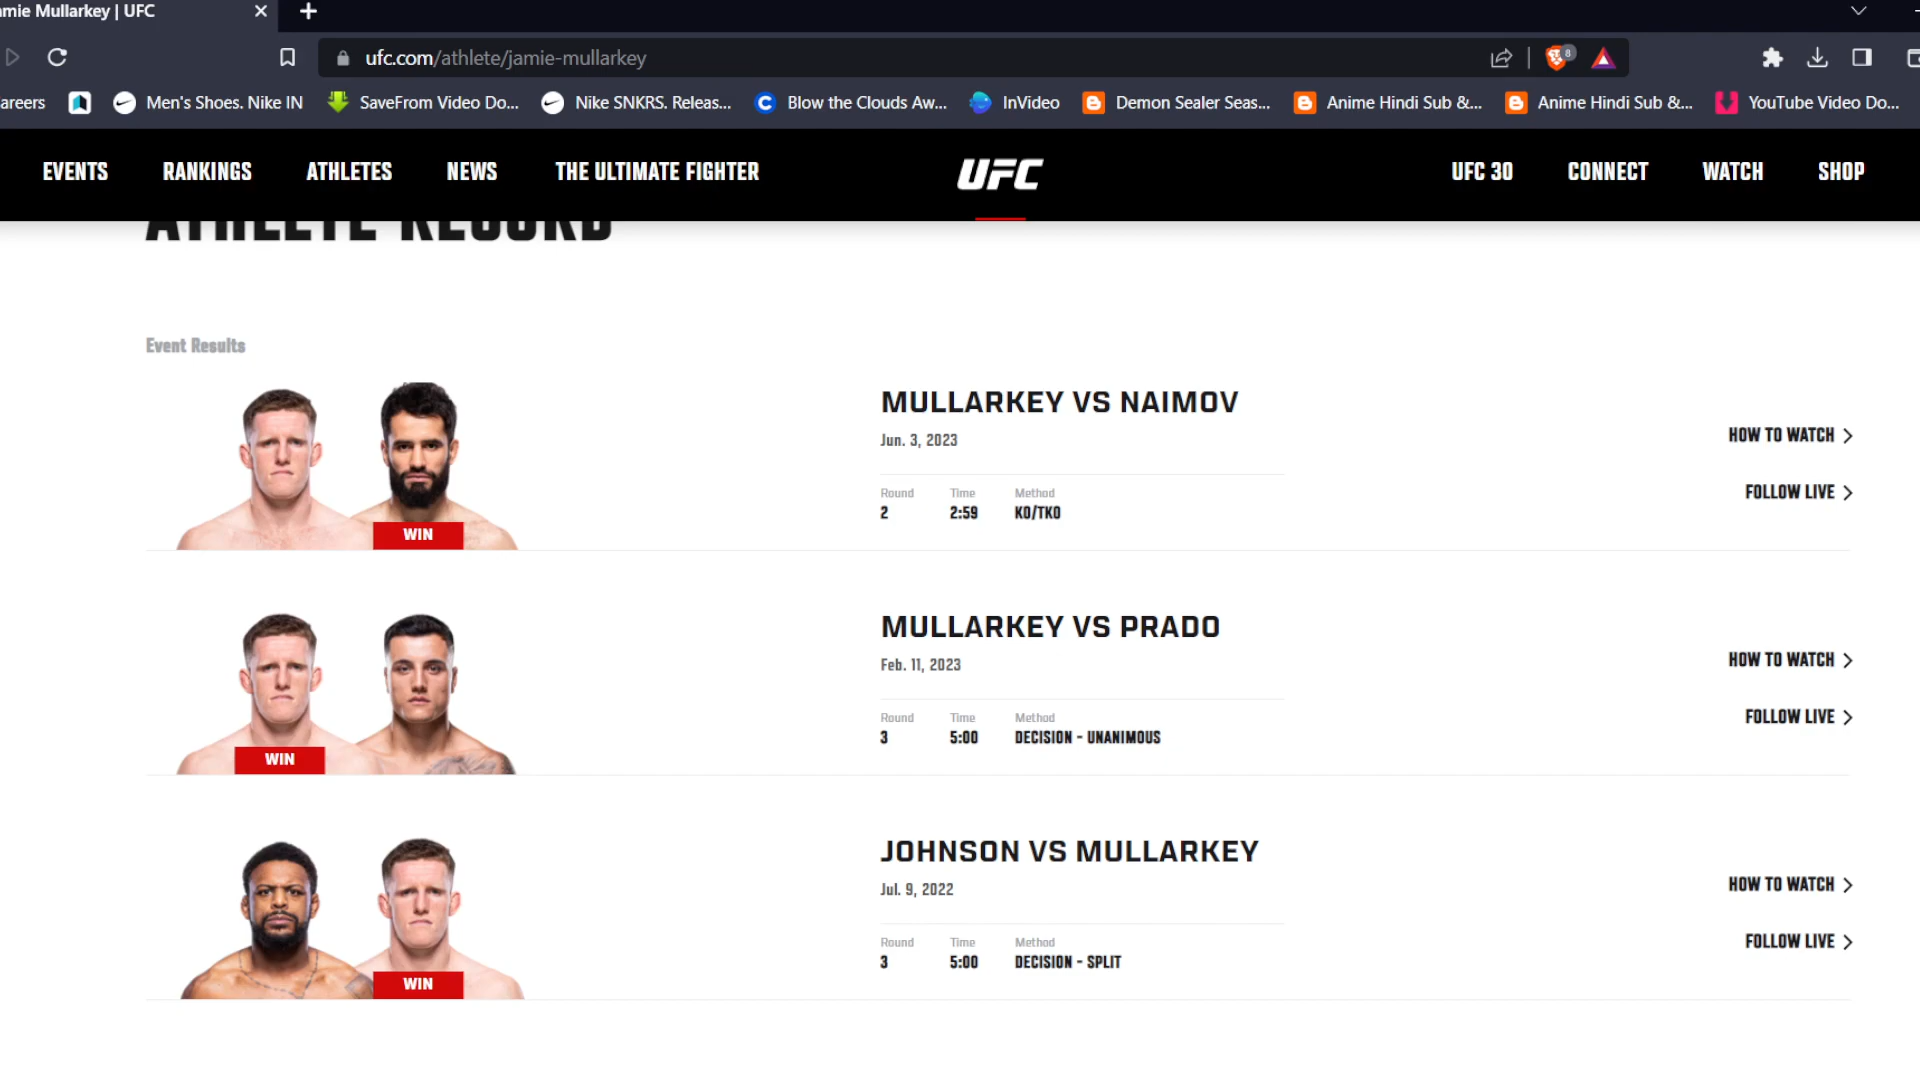 amie Mullarkey | UFC
ufc.com/athlete/jamie-mullarkey
8
areers
Men's Shoes. Nike IN
SaveFrom Video Do...
Nike SNKRS. Releas...
Blow the Clouds Aw...
InVideo
Demon Sealer Seas...
Anime Hindi Sub &...
Anime Hindi Sub &...
YouTube Video Do...
EVENTS
RANKINGS
ATHLETES
NEWS
THE ULTIMATE FIGHTER
UFC
UFC 30
CONNECT
WATCH
SHOP
ATHLETE RECORD
Event Results
WIN
MULLARKEY VS NAIMOV
Jun. 3, 2023
Round Time Method
2 2:59 KO/TKO
HOW TO WATCH
FOLLOW LIVE
WIN
MULLARKEY VS PRADO
Feb. 11, 2023
Round Time Method
3 5:00 DECISION - UNANIMOUS
HOW TO WATCH
FOLLOW LIVE
WIN
JOHNSON VS MULLARKEY
Jul. 9, 2022
Round Time Method
3 5:00 DECISION - SPLIT
HOW TO WATCH
FOLLOW LIVE